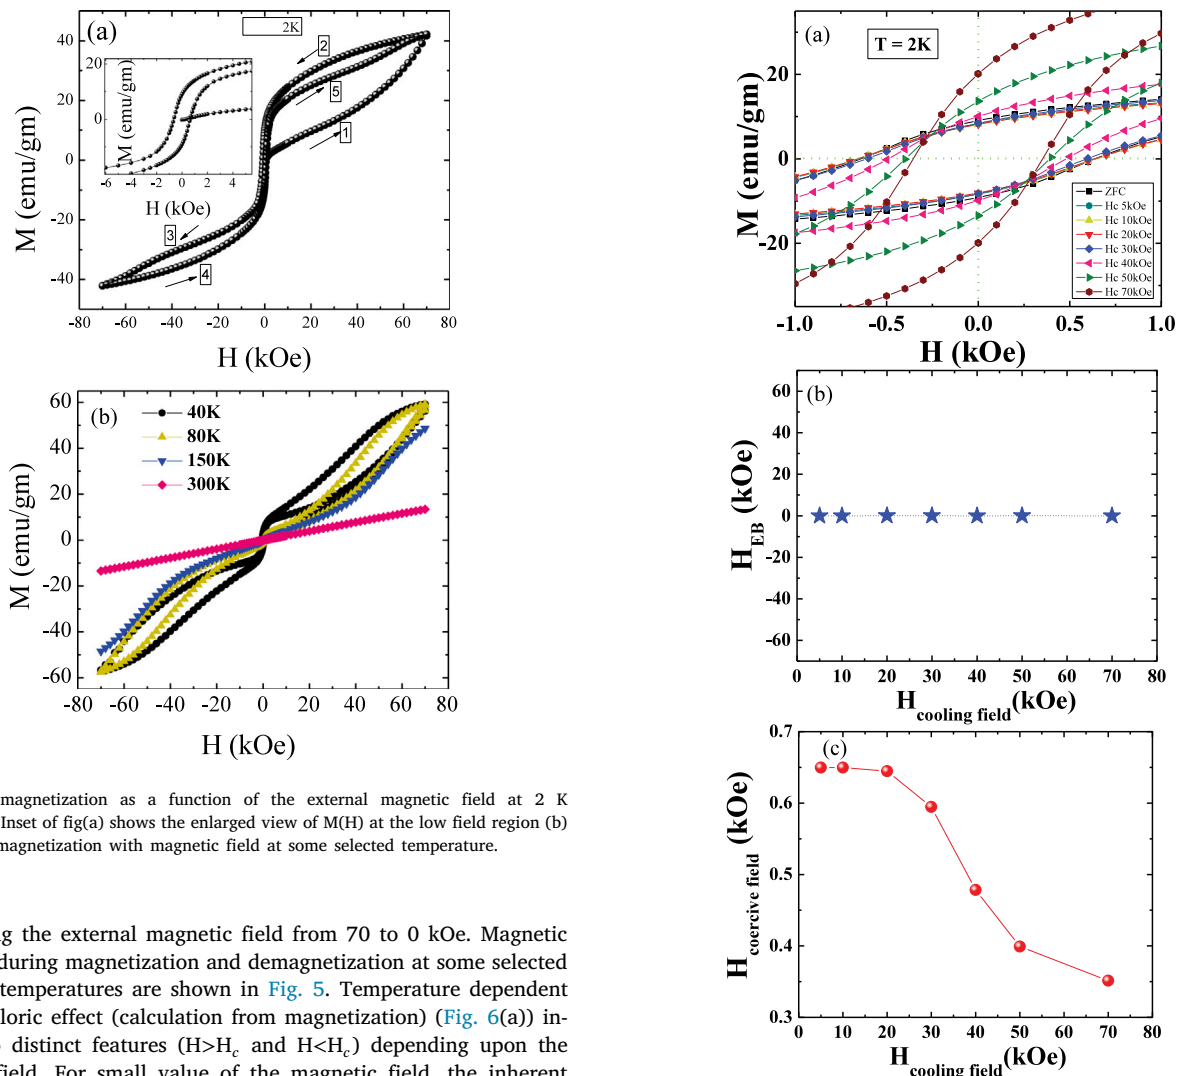 (a)
2K
M (emu/gm)
40
20
0
-20
-40
-80 -60 -40 -20 0 20 40 60 80
H (kOe)
1
2
3
4
5
M (emu/gm)
20
0
-6 -4 -2 0 2 4
H (kOe)
(b)
40K
80K
150K
300K
M (emu/gm)
60
40
20
0
-20
-40
-60
-80 -60 -40 -20 0 20 40 60 80
H (kOe)
magnetization as a function of the external magnetic field at 2 K
Inset of fig(a) shows the enlarged view of M(H) at the low field region (b)
magnetization with magnetic field at some selected temperature.
g the external magnetic field from 70 to 0 kOe. Magnetic
during magnetization and demagnetization at some selected
temperatures are shown in Fig. 5. Temperature dependent
loric effect (calculation from magnetization) (Fig. 6(a)) in-
distinct features (H>Hc and H<Hc) depending upon the
field. For small value of the magnetic field, the inherent
(a)
T = 2K
M (emu/gm)
20
0
-20
-1.0 -0.5 0.0 0.5 1.0
H (kOe)
ZFC
Hc 5kOe
Hc 10kOe
Hc 20kOe
Hc 30kOe
Hc 40kOe
Hc 50kOe
Hc 70kOe
(b)
HEB (kOe)
60
40
20
0
-20
-40
-60
0 10 20 30 40 50 60 70 80
Hcooling field(kOe)
(c)
Hcoercive field (kOe)
0.7
0.6
0.5
0.4
0.3
0 10 20 30 40 50 60 70 80
Hcooling field(kOe)